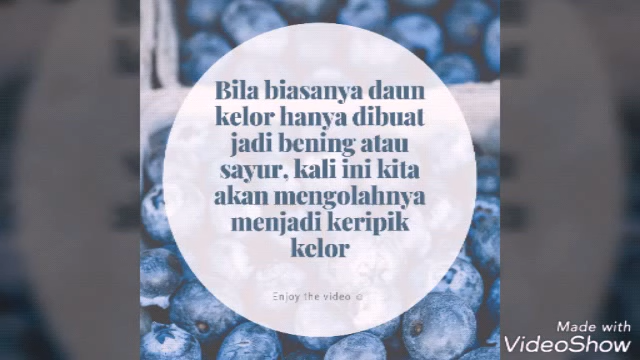 Bila biasanya daun
kelor hanya dibuat
jadi bening atau
sayur, kali ini kita
akan mengolahnya
menjadi keripik
kelor
Enjoy the video ☺
Made with
VideoShow